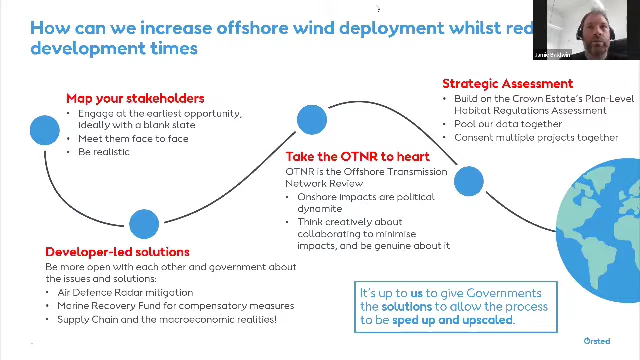 How can we increase offshore wind deployment whilst red
development times
Jamie Baldwin
Map your stakeholders
• Engage at the earliest opportunity,
ideally with a blank slate
• Meet them face to face
• Be realistic
Developer-led solutions
Be more open with each other and government about
the issues and solutions:
• Air Defence Radar mitigation
• Marine Recovery Fund for compensatory measures
• Supply Chain and the macroeconomic realities!
Take the OTNR to heart
OTNR is the Offshore Transmission
Network Review
• Onshore impacts are political
dynamite
• Think creatively about
collaborating to minimise
impacts, and be genuine about it
Strategic Assessment
• Build on the Crown Estate's Plan-Level
Habitat Regulations Assessment
• Pool our data together
• Consent multiple projects together
It's up to us to give Governments
the solutions to allow the process
to be sped up and upscaled.
Ørsted